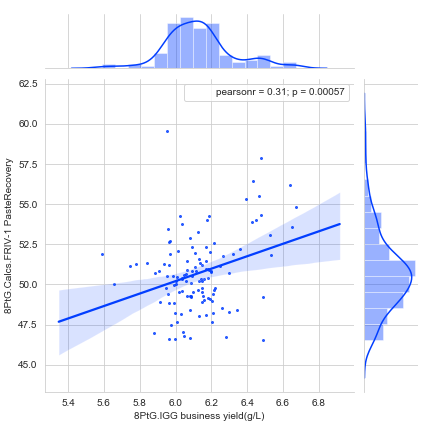 62.5
60.0
57.5
55.0
52.5
50.0
47.5
45.0
8PtG.Calcs.FRIV-1 PasteRecovery
pearsonr = 0.31; p = 0.00057
5.4 5.6 5.8 6.0 6.2 6.4 6.6 6.8
8PtG.IGG business yield(g/L)